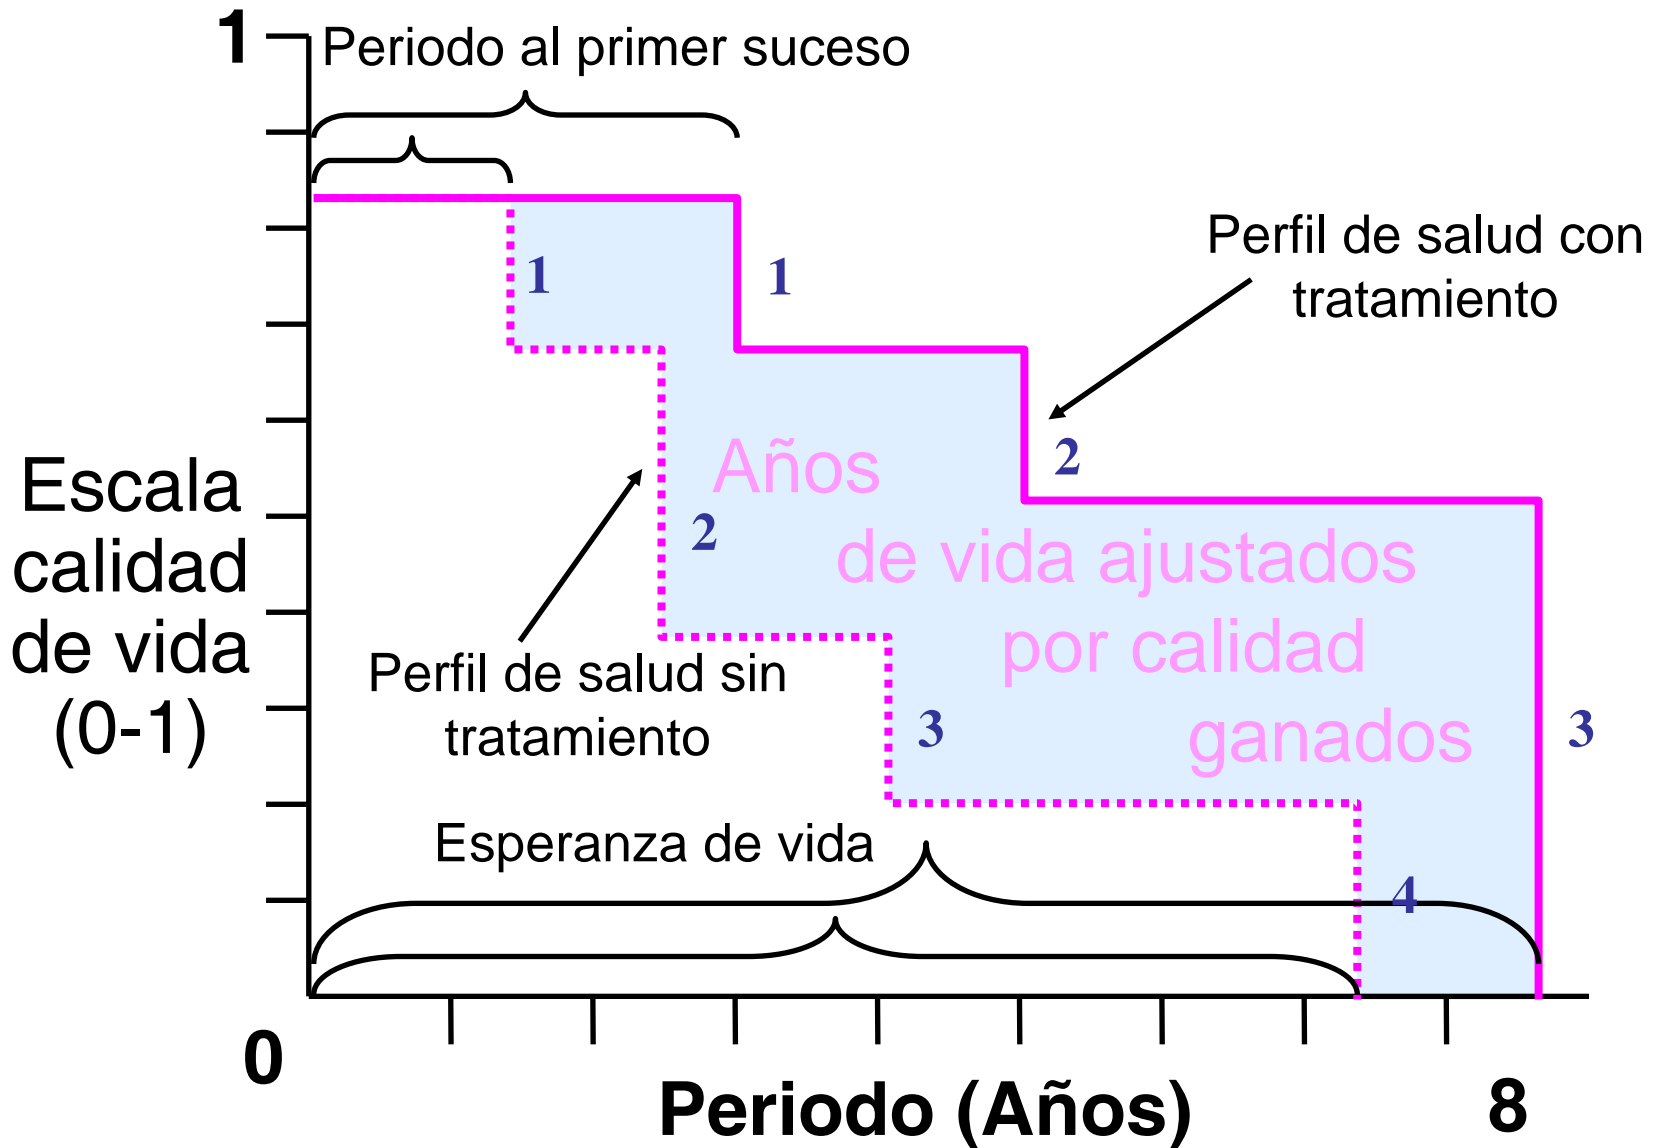 1
Periodo al primer suceso
1
1
Perfil de salud con
tratamiento
Escala
calidad
de vida
(0-1)
2
2
Años
de vida ajustados
por calidad
ganados
Perfil de salud sin
tratamiento
3
3
Esperanza de vida
4
0
Periodo (Años)
8